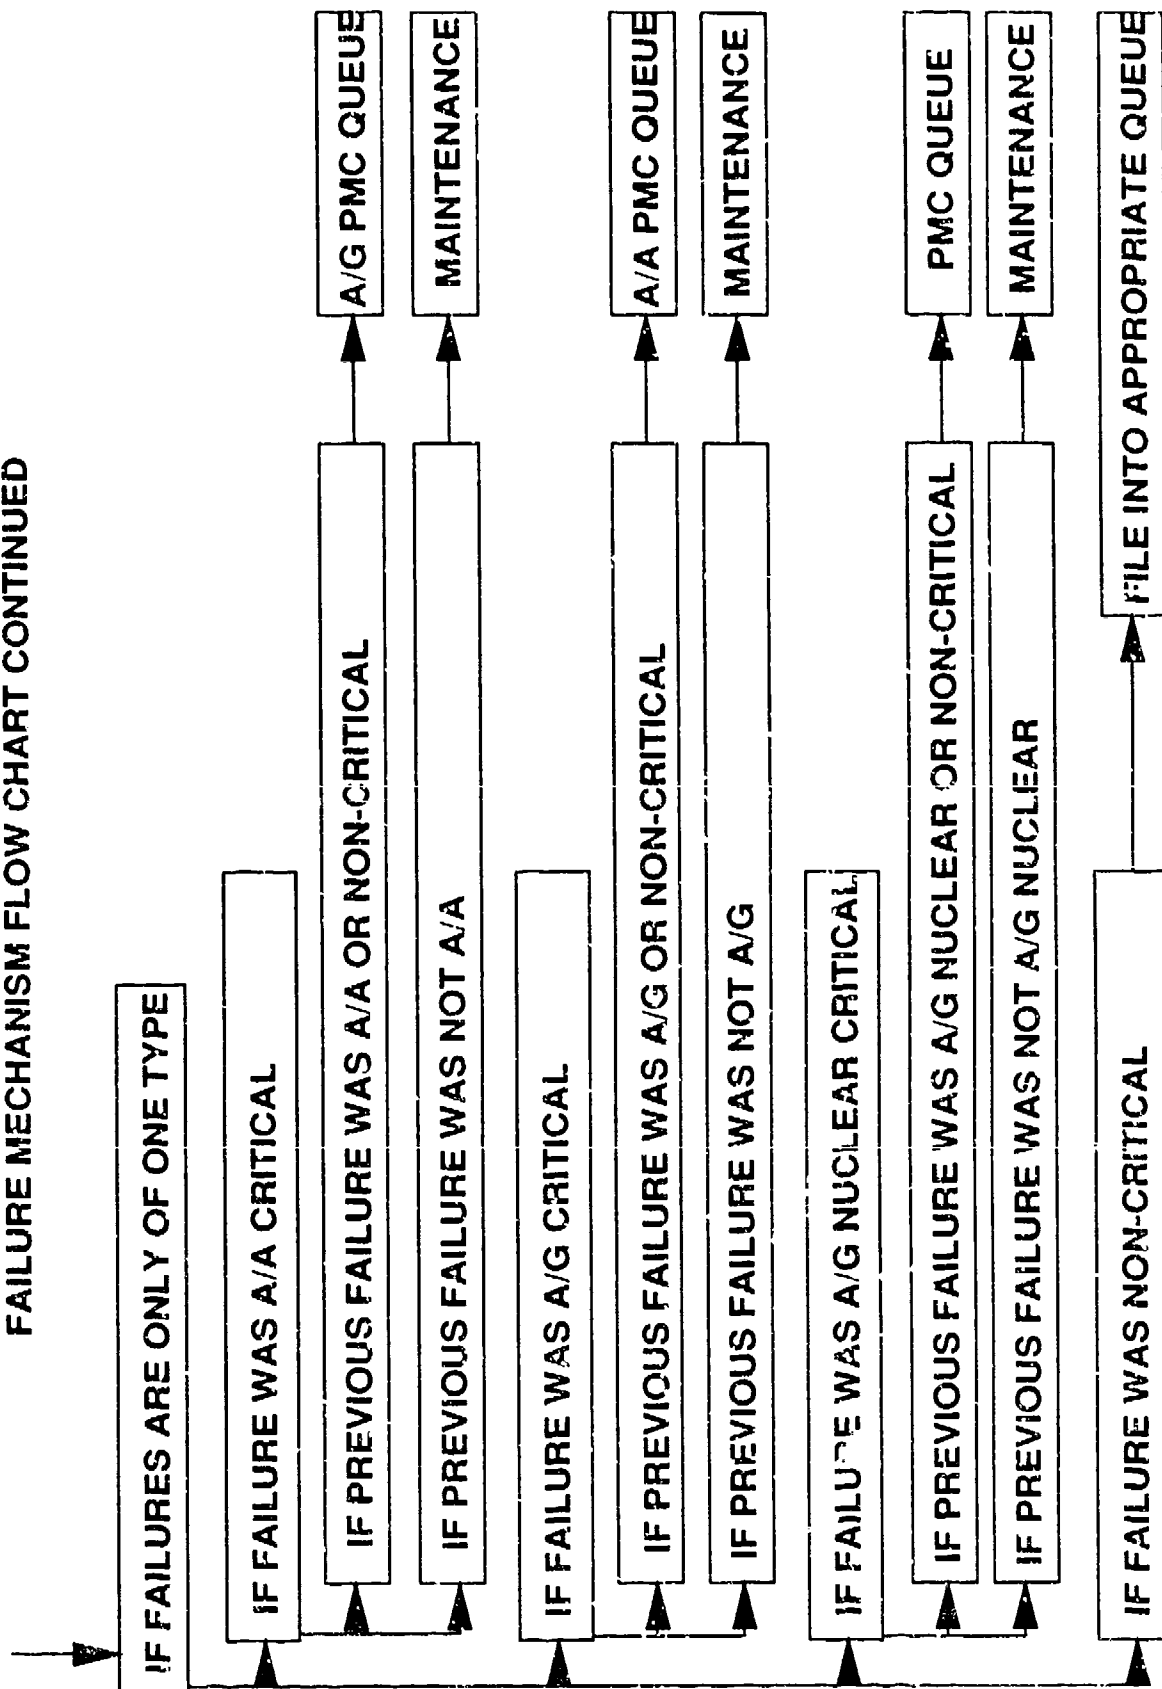 FAILURE MECHANISM FLOW CHART CONTINUED
IF FAILURES ARE ONLY OF ONE TYPE
IF FAILURE WAS A/A CRITICAL
IF PREVIOUS FAILURE WAS A/A OR NON-CRITICAL
A/G PMC QUEUE
IF PREVIOUS FAILURE WAS NOT A/A
MAINTENANCE
IF FAILURE WAS A/G CRITICAL
IF PREVIOUS FAILURE WAS A/G OR NON-CRITICAL
A/A PMC QUEUE
IF PREVIOUS FAILURE WAS NOT A/G
MAINTENANCE
IF FAILURE WAS A/G NUCLEAR CRITICAL
IF PREVIOUS FAILURE WAS A/G NUCLEAR OR NON-CRITICAL
PMC QUEUE
IF PREVIOUS FAILURE WAS NOT A/G NUCLEAR
MAINTENANCE
IF FAILURE WAS NON-CRITICAL
FILE INTO APPROPRIATE QUEUE